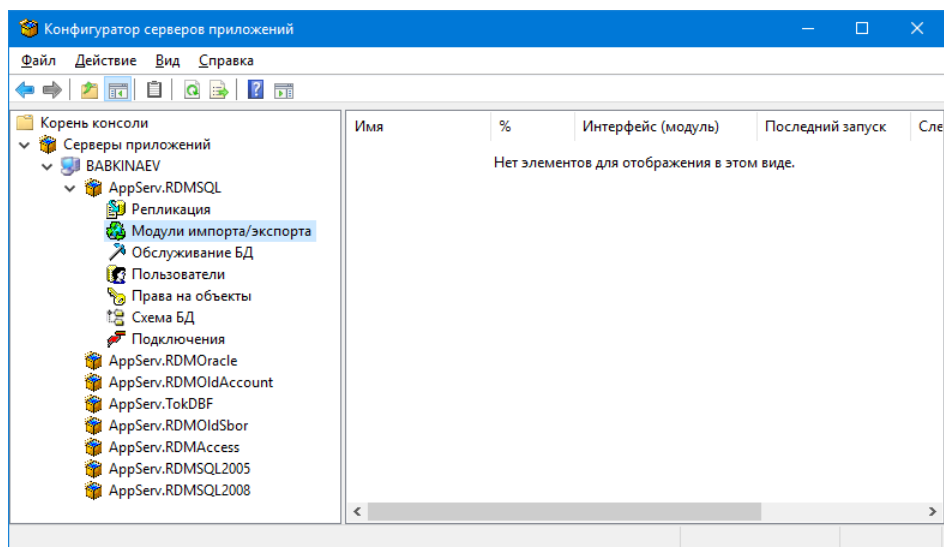 Конфигуратор серверов приложений
Файл Действие Вид Справка
Корень консоли
Серверы приложений
BABKINAEV
AppServ.RDMSQL
Репликация
Модули импорта/экспорта
Обслуживание БД
Пользователи
Права на объекты
Схема БД
Подключения
AppServ.RDMOracle
AppServ.RDMOldAccount
AppServ.TokDBF
AppServ.RDMOldSbor
AppServ.RDMAccess
AppServ.RDMSQL2005
AppServ.RDMSQL2008
Имя % Интерфейс (модуль) Последний запуск Сле
Нет элементов для отображения в этом виде.